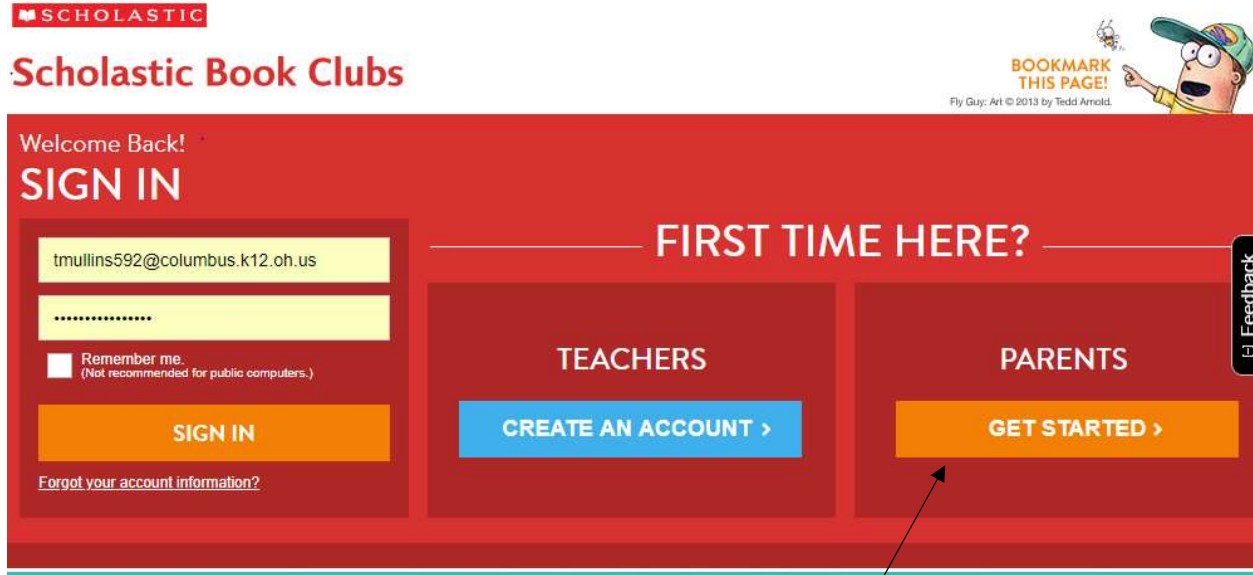 SCHOLASTIC
Scholastic Book Clubs
BOOKMARK
THIS PAGE!
Fly Guy: Art © 2013 by Tedd Arnold.
Welcome Back!
SIGN IN
tmullins592@columbus.k12.oh.us
••••••••••••••••
Remember me.
(Not recommended for public computers.)
SIGN IN
Forgot your account information?
FIRST TIME HERE?
TEACHERS
CREATE AN ACCOUNT >
PARENTS
GET STARTED >
[-] Feedback